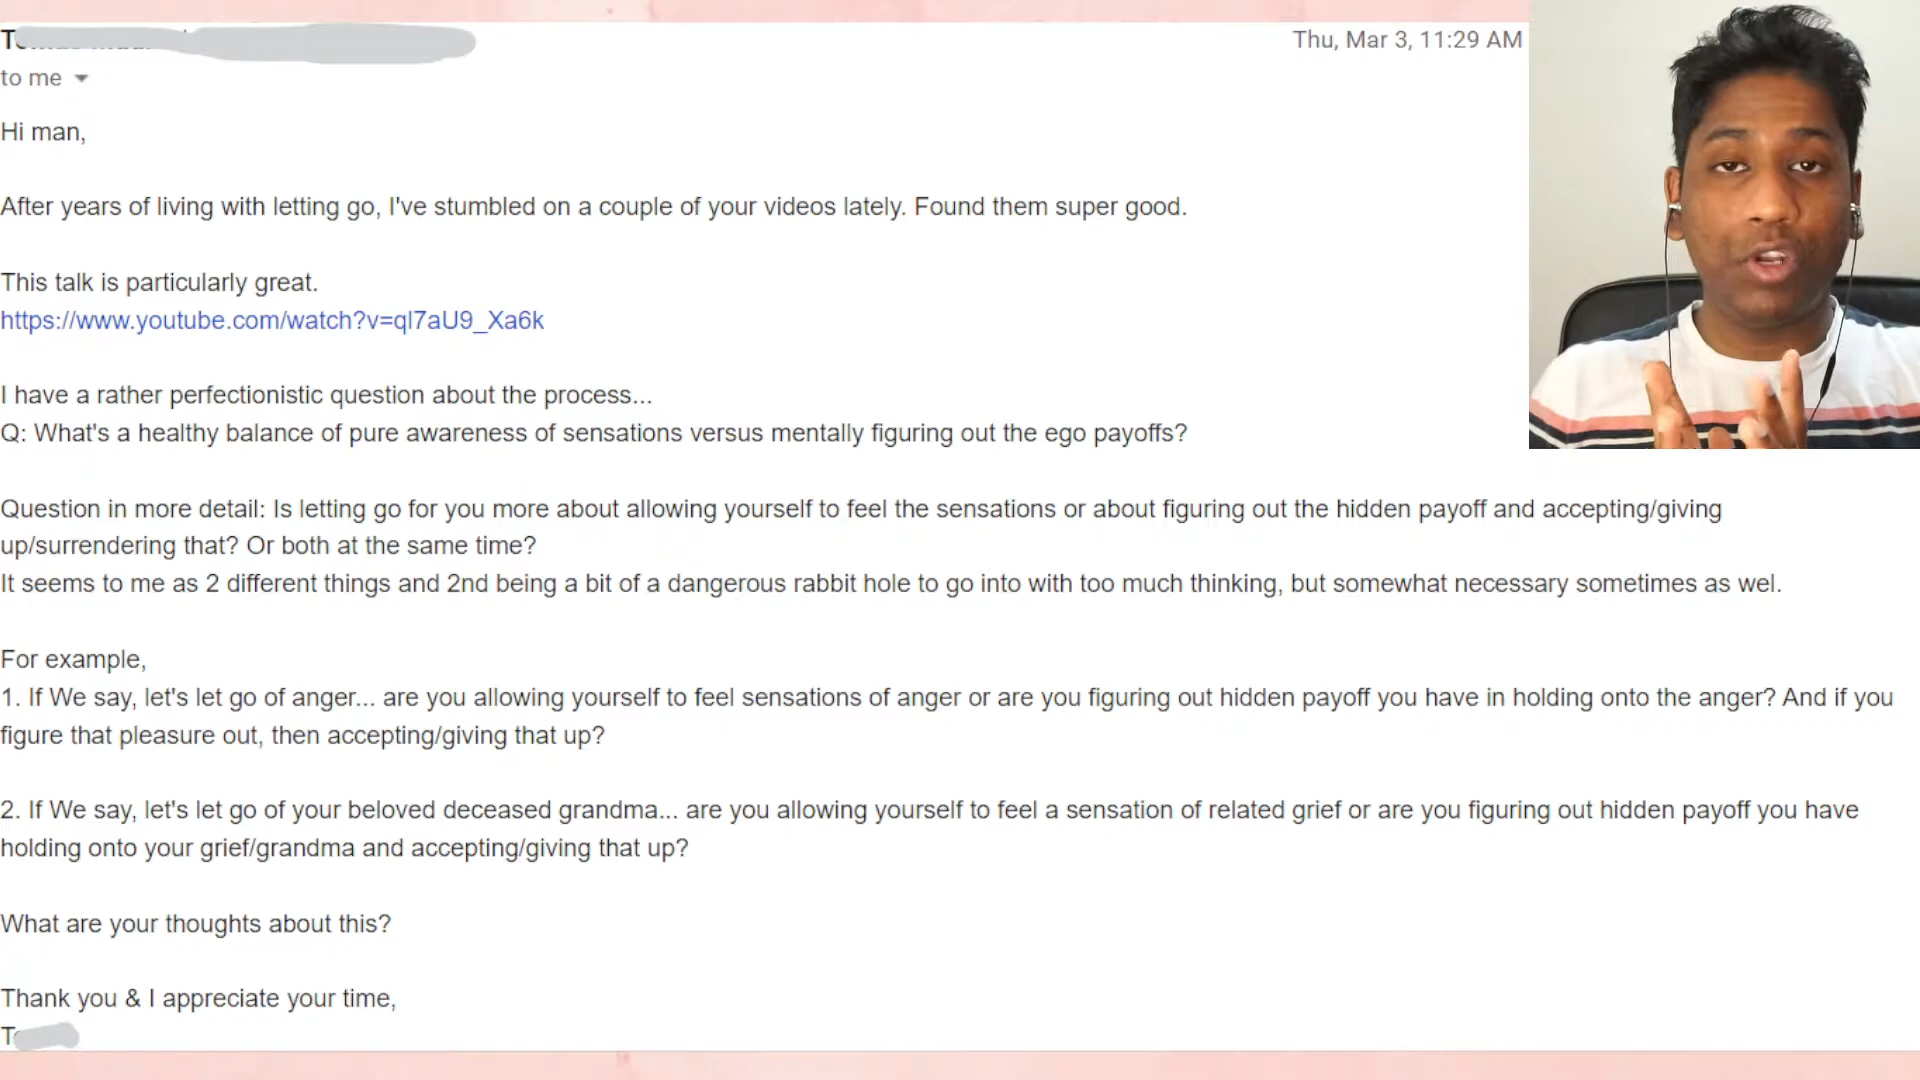 Thu, Mar 3, 11:29 AM
to me
Hi man,
After years of living with letting go, I've stumbled on a couple of your videos lately. Found them super good.
This talk is particularly great.
https://www.youtube.com/watch?v=ql7aU9_Xa6k
I have a rather perfectionistic question about the process...
Q: What's a healthy balance of pure awareness of sensations versus mentally figuring out the ego payoffs?
Question in more detail: Is letting go for you more about allowing yourself to feel the sensations or about figuring out the hidden payoff and accepting/giving
up/surrendering that? Or both at the same time?
It seems to me as 2 different things and 2nd being a bit of a dangerous rabbit hole to go into with too much thinking, but somewhat necessary sometimes as wel.
For example,
1. If We say, let's let go of anger... are you allowing yourself to feel sensations of anger or are you figuring out hidden payoff you have in holding onto the anger? And if you
figure that pleasure out, then accepting/giving that up?
2. If We say, let's let go of your beloved deceased grandma... are you allowing yourself to feel a sensation of related grief or are you figuring out hidden payoff you have
holding onto your grief/grandma and accepting/giving that up?
What are your thoughts about this?
Thank you & I appreciate your time,